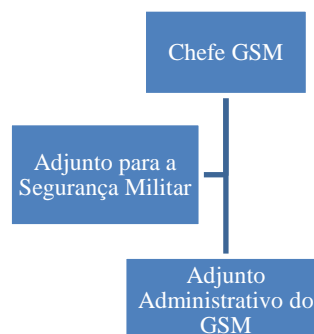 Chefe GSM
Adjunto para a
Segurança Militar
Adjunto
Administrativo do
GSM